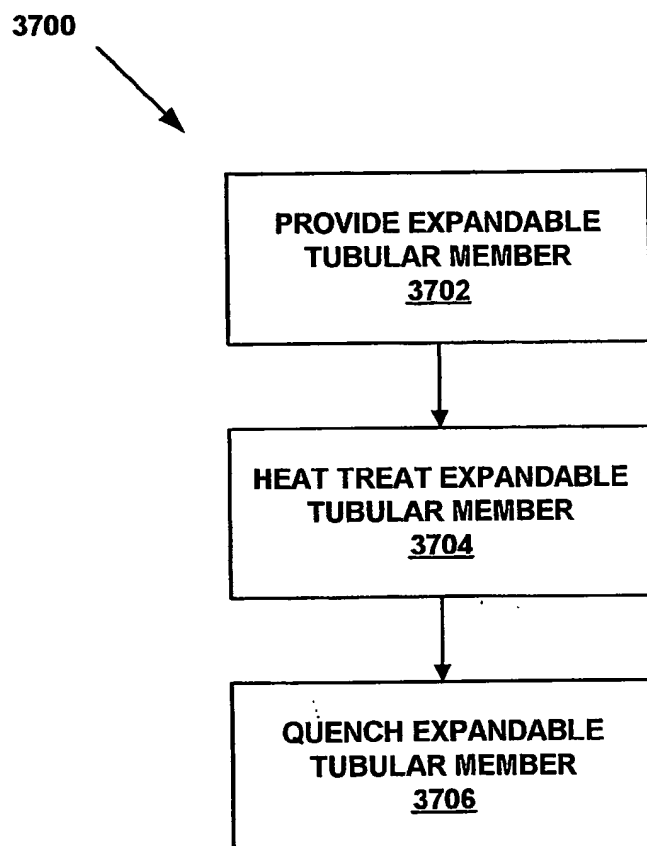 3700
PROVIDE EXPANDABLE
TUBULAR MEMBER
3702
HEAT TREAT EXPANDABLE
TUBULAR MEMBER
3704
QUENCH EXPANDABLE
TUBULAR MEMBER
3706